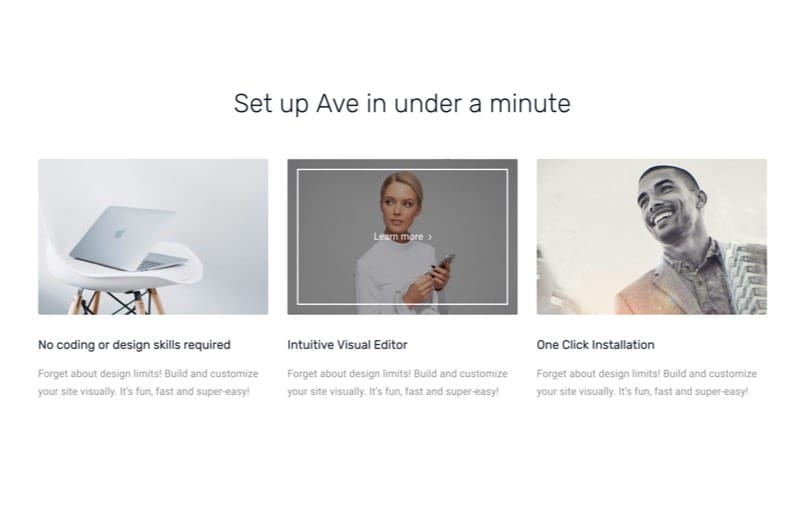 Set up Ave in under a minute
Learn more >
No coding or design skills required
Forget about design limits! Build and customize
your site visually. It's fun, fast and super-easy!
Intuitive Visual Editor
Forget about design limits! Build and customize
your site visually. It's fun, fast and super-easy!
One Click Installation
Forget about design limits! Build and customize
your site visually. It's fun, fast and super-easy!